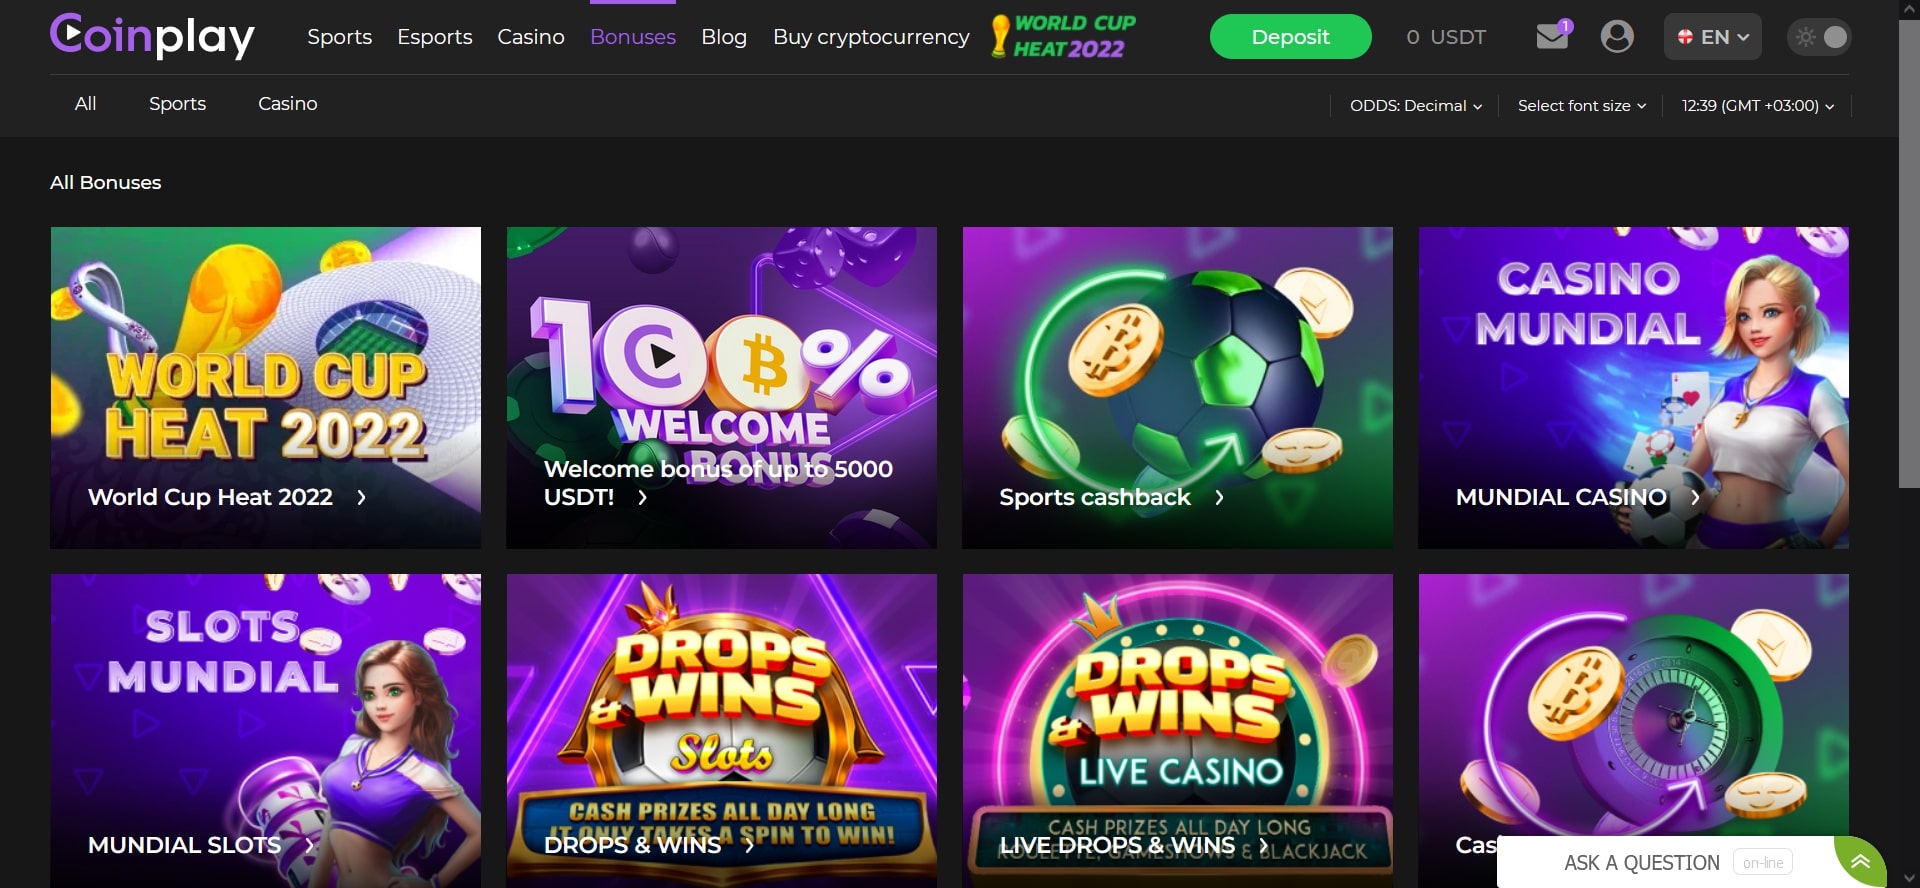 Coinplay
Sports Esports Casino Bonuses Blog Buy cryptocurrency
WORLD CUP
HEAT 2022
Deposit
0 USDT
1
EN
All Sports Casino
ODDS: Decimal
Select font size
12:39 (GMT +03:00)
All Bonuses
WORLD CUP
HEAT 2022
World Cup Heat 2022
100%
WELCOME
BONUS
Welcome bonus of up to 5000
USDT!
Sports cashback
CASINO
MUNDIAL
MUNDIAL CASINO
SLOTS
MUNDIAL
MUNDIAL SLOTS
DROPS
& WINS
Slots
CASH PRIZES ALL DAY LONG
IT ONLY TAKES A SPIN TO WIN!
DROPS & WINS
DROPS
& WINS
LIVE CASINO
CASH PRIZES ALL DAY LONG
ROULETTE, GAMESHOWS & BLACKJACK
LIVE DROPS & WINS
Cas
ASK A QUESTION
on-line